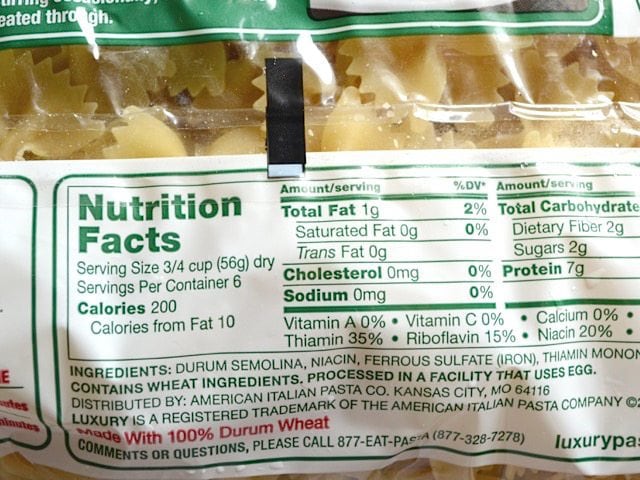 eated through.
Nutrition
Facts
Serving Size 3/4 cup (56g) dry
Servings Per Container 6
Calories 200
Calories from Fat 10
Amount/serving %DV*
Total Fat 1g 2%
Saturated Fat 0g 0%
Trans Fat 0g
Cholesterol 0mg 0%
Sodium 0mg 0%
Amount/serving
Total Carbohydrate
Dietary Fiber 2g
Sugars 2g
Protein 7g
Vitamin A 0% • Vitamin C 0% • Calcium 0% •
Thiamin 35% • Riboflavin 15% • Niacin 20% •
INGREDIENTS: DURUM SEMOLINA, NIACIN, FERROUS SULFATE (IRON), THIAMIN MONON
CONTAINS WHEAT INGREDIENTS. PROCESSED IN A FACILITY THAT USES EGG.
DISTRIBUTED BY: AMERICAN ITALIAN PASTA CO. KANSAS CITY, MO 64116
LUXURY IS A REGISTERED TRADEMARK OF THE AMERICAN ITALIAN PASTA COMPANY ©2
Made With 100% Durum Wheat
COMMENTS OR QUESTIONS, PLEASE CALL 877-EAT-PASTA (877-328-7278) luxurypas